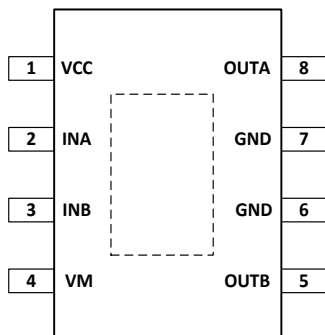 1 VCC OUTA 8
2 INA GND 7
3 INB GND 6
4 VM OUTB 5